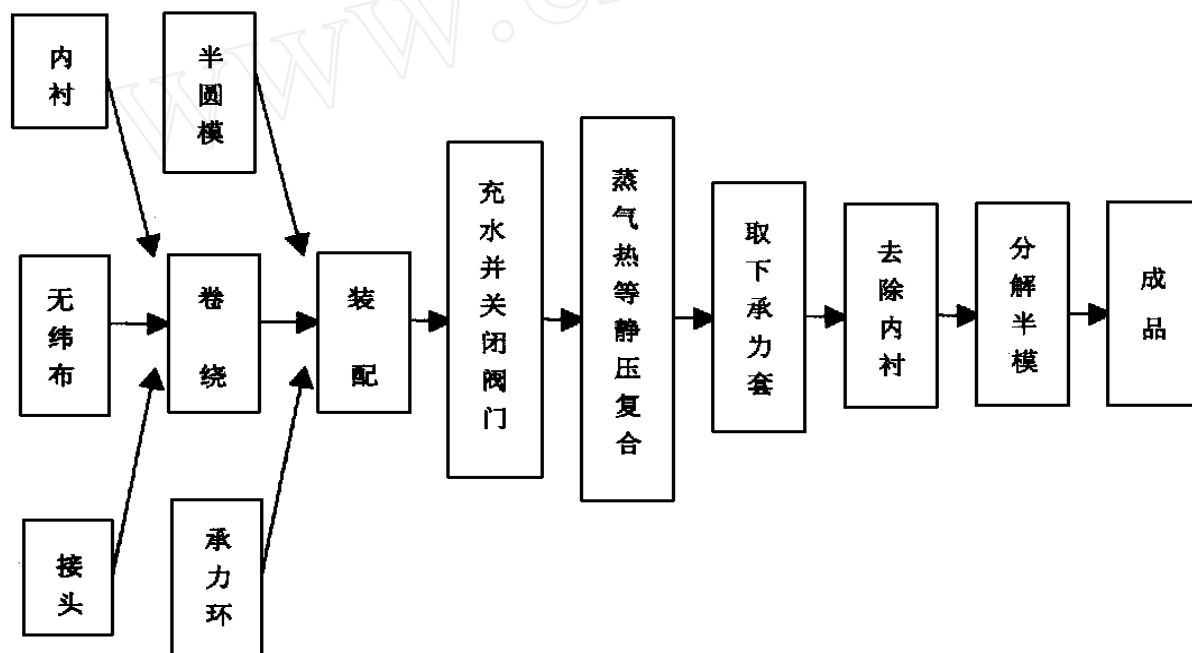 内衬
半圆模
无纬布
卷绕
装配
接头
承力环
充水并关闭阀门
蒸气热等静压复合
取下承力套
去除内衬
分解半模
成品